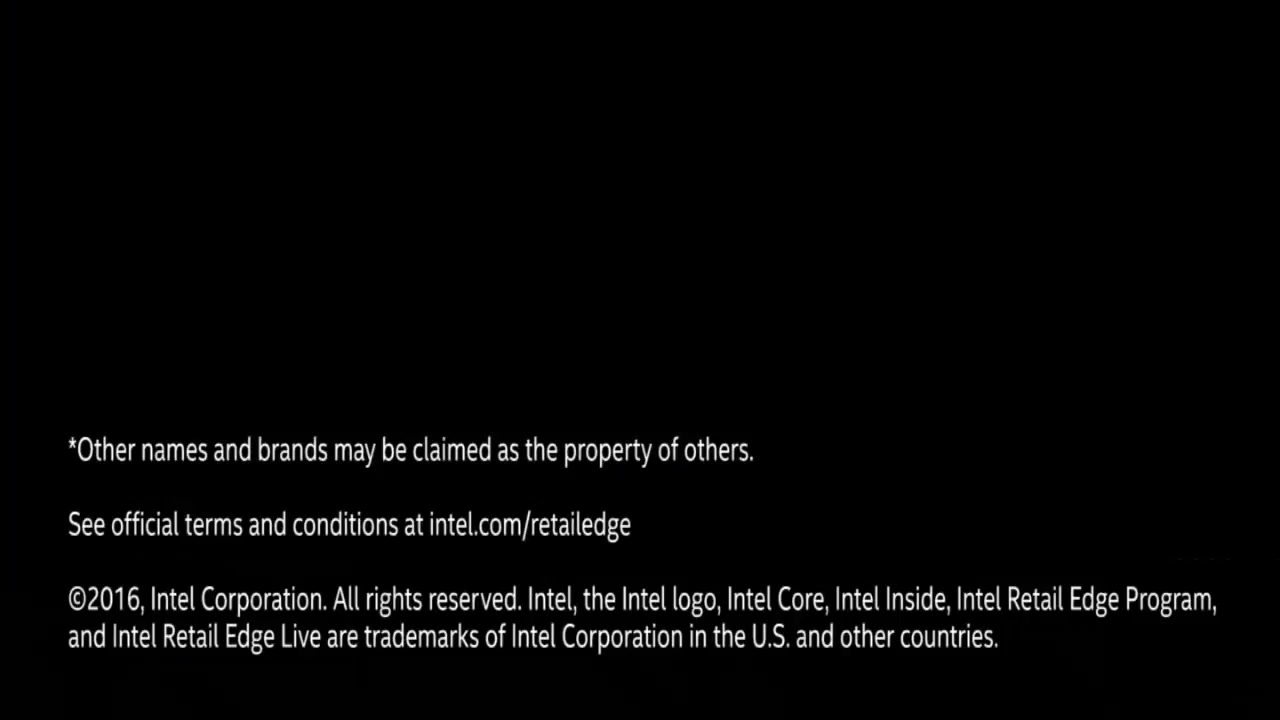 *Other names and brands may be claimed as the property of others.
See official terms and conditions at intel.com/retailedge
©2016, Intel Corporation. All rights reserved. Intel, the Intel logo, Intel Core, Intel Inside, Intel Retail Edge Program,
and Intel Retail Edge Live are trademarks of Intel Corporation in the U.S. and other countries.